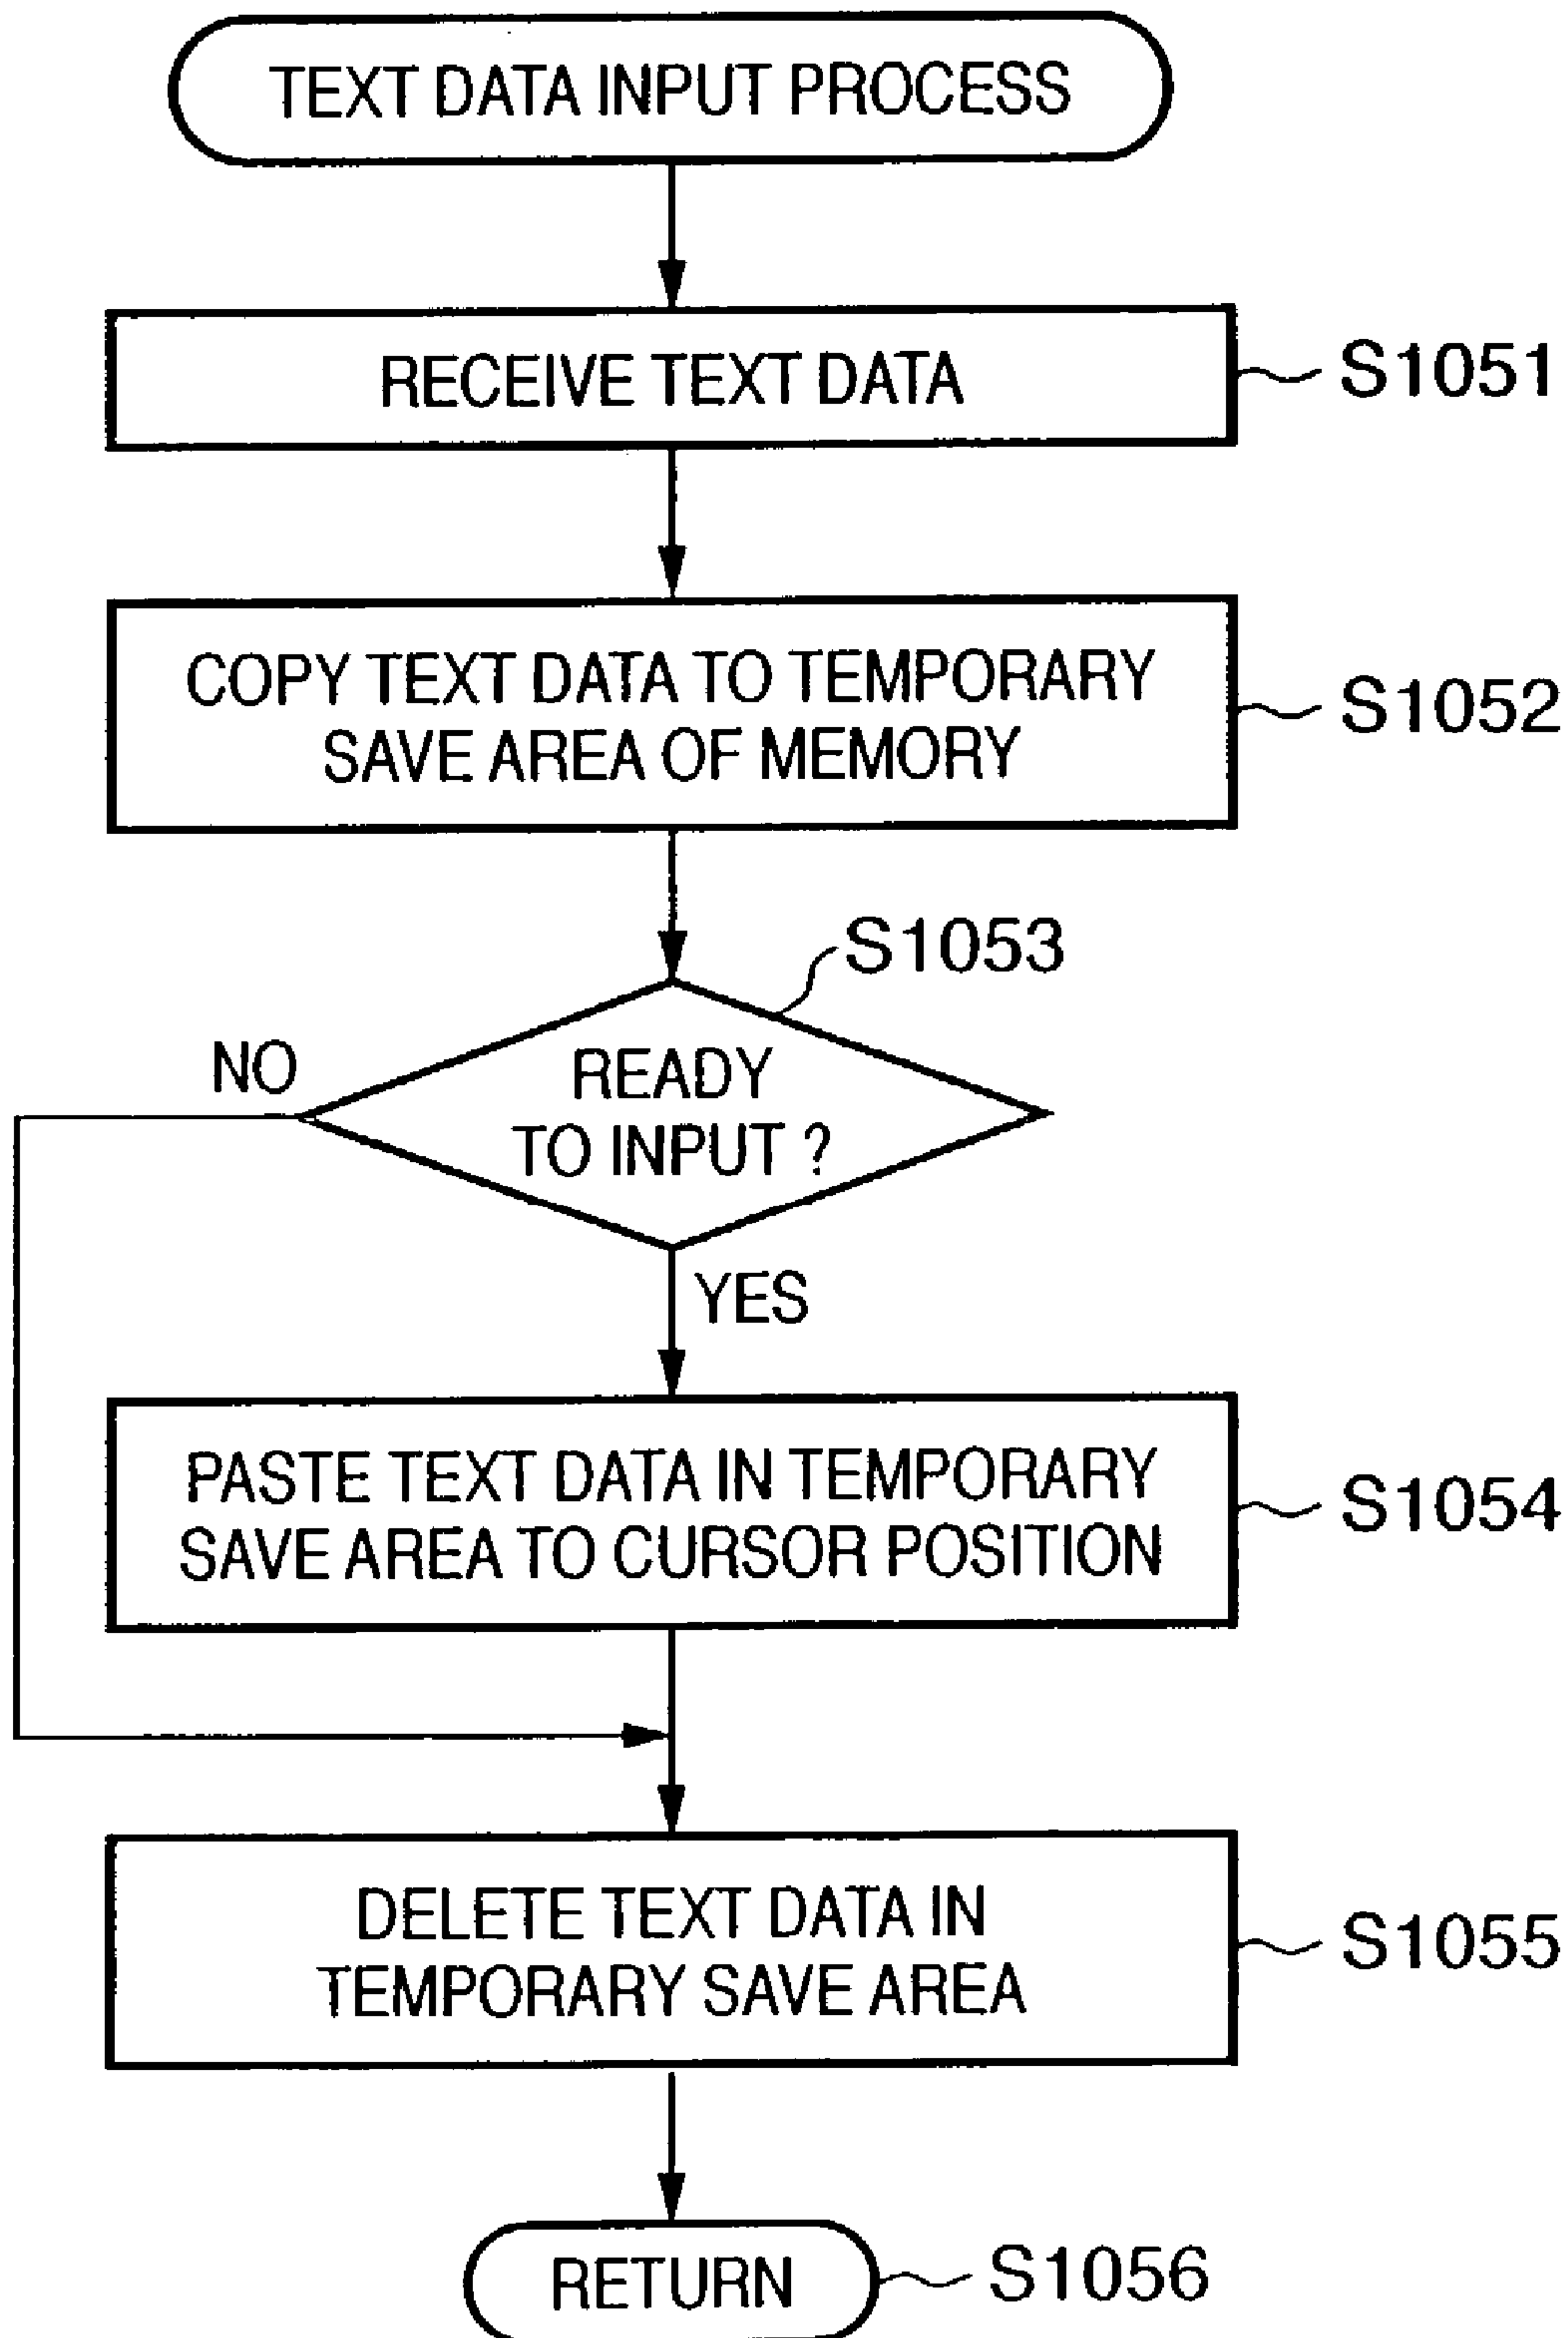 TEXT DATA INPUT PROCESS
RECEIVE TEXT DATA
S1051
COPY TEXT DATA TO TEMPORARY
SAVE AREA OF MEMORY
S1052
S1053
NO
READY
TO INPUT ?
YES
PASTE TEXT DATA IN TEMPORARY
SAVE AREA TO CURSOR POSITION
S1054
DELETE TEXT DATA IN
TEMPORARY SAVE AREA
S1055
RETURN
S1056